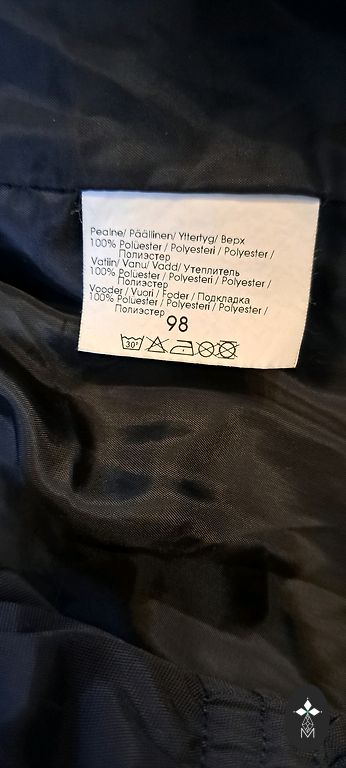 Pealne/ Päällinen/ Yttertyg/ Верх
100% Polüester / Polyesteri / Polyester /
Полиэстер
Vatiin/ Vanu/ Vadd/ Утеплитель
100% Polüester / Polyesteri / Polyester /
Полиэстер
Vooder / Vuori / Foder / Подкладка
100% Polüester / Polyesteri / Polyester /
Полиэстер
98
30°
M